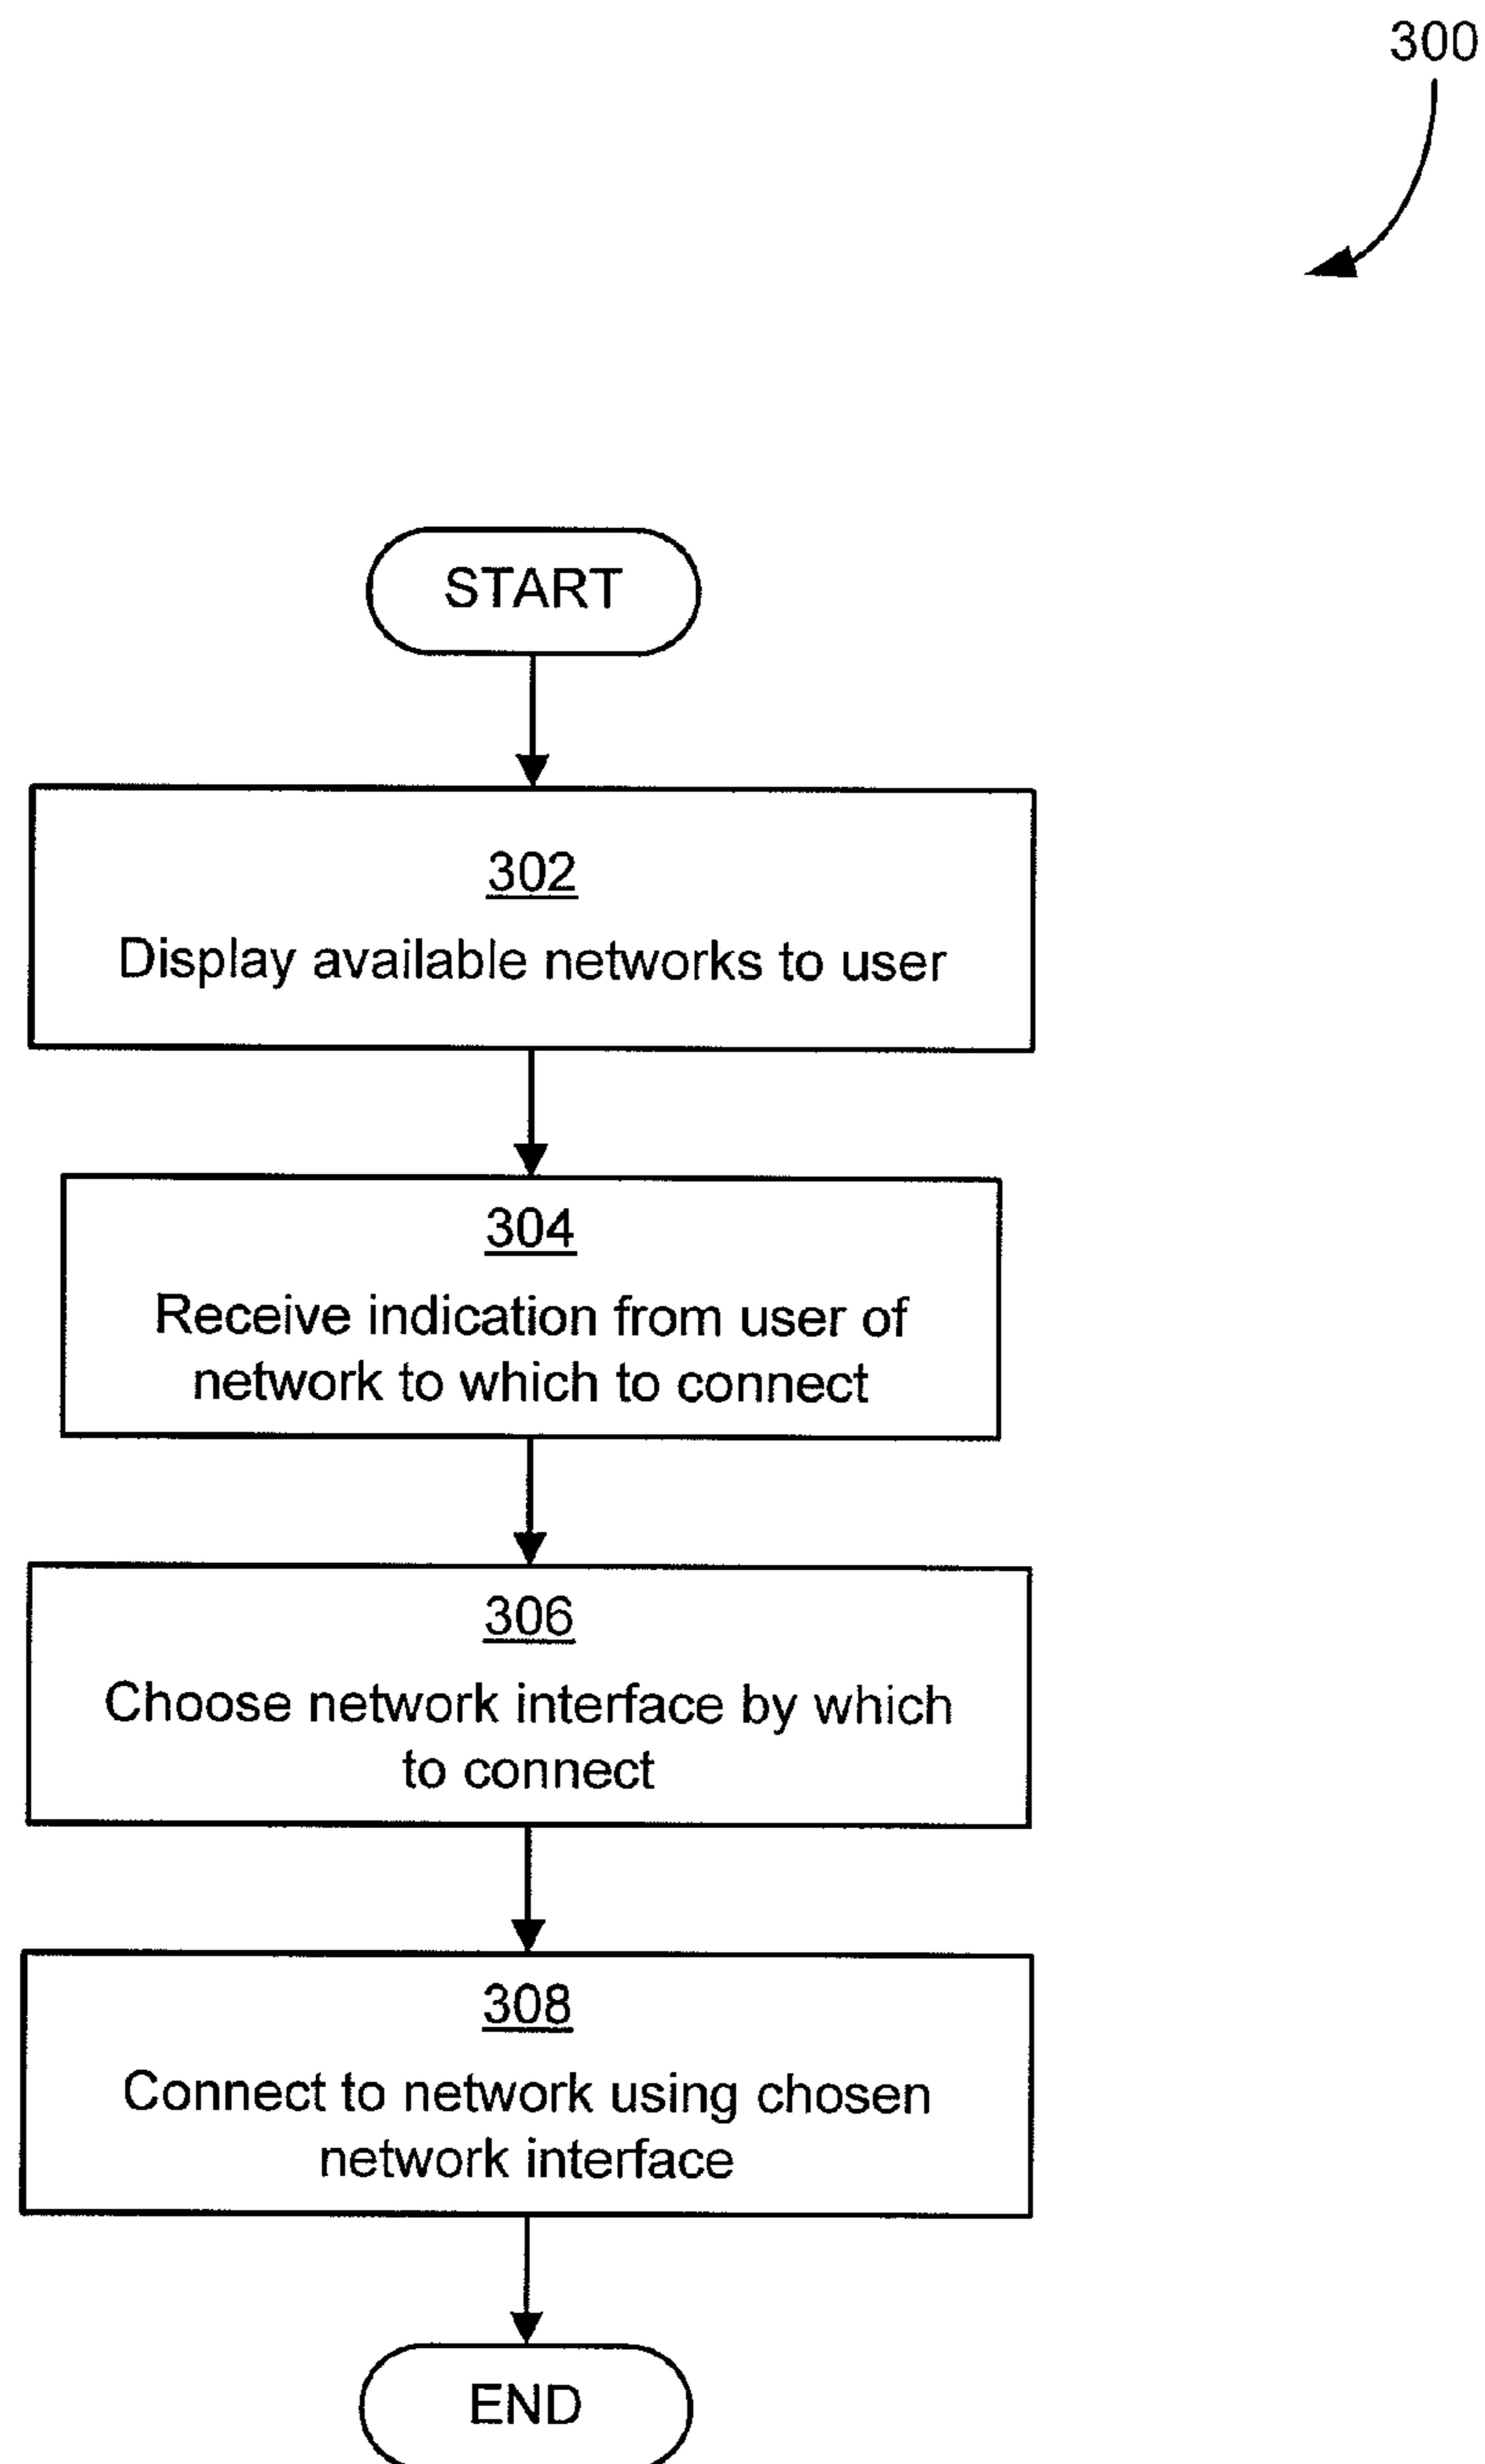 300
START
302
Display available networks to user
304
Receive indication from user of
network to which to connect
306
Choose network interface by which
to connect
308
Connect to network using chosen
network interface
END